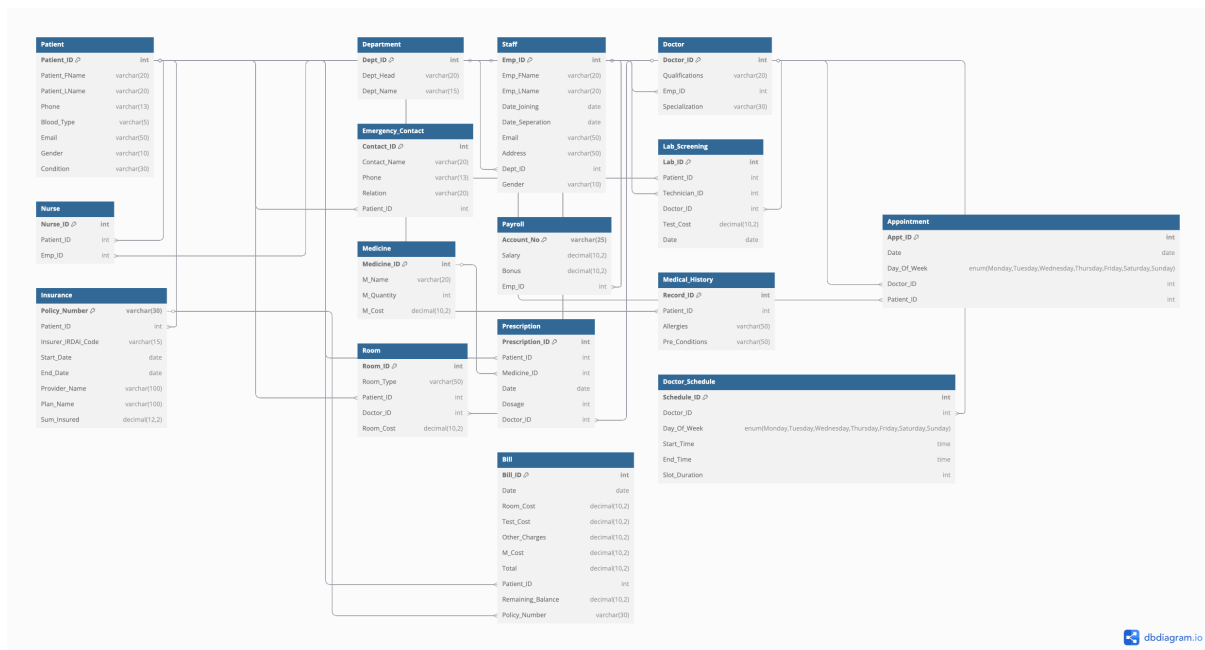 Patient
Patient_ID int
Patient_FName varchar(20)
Patient_LName varchar(20)
Phone varchar(13)
Blood_Type varchar(5)
Email varchar(50)
Gender varchar(10)
Condition varchar(30)
Nurse
Nurse_ID int
Patient_ID int
Emp_ID int
Insurance
Policy_Number varchar(30)
Patient_ID int
Insurer_IRDAI_Code varchar(15)
Start_Date date
End_Date date
Provider_Name varchar(100)
Plan_Name varchar(100)
Sum_Insured decimal(12,2)
Department
Dept_ID int
Dept_Head varchar(20)
Dept_Name varchar(15)
Emergency_Contact
Contact_ID int
Contact_Name varchar(20)
Phone varchar(13)
Relation varchar(20)
Patient_ID int
Medicine
Medicine_ID int
M_Name varchar(20)
M_Quantity int
M_Cost decimal(10,2)
Room
Room_ID int
Room_Type varchar(50)
Patient_ID int
Doctor_ID int
Room_Cost decimal(10,2)
Staff
Emp_ID int
Emp_FName varchar(20)
Emp_LName varchar(20)
Date_Joining date
Date_Seperation date
Email varchar(50)
Address varchar(50)
Dept_ID int
Gender varchar(10)
Payroll
Account_No varchar(25)
Salary decimal(10,2)
Bonus decimal(10,2)
Emp_ID int
Prescription
Prescription_ID int
Patient_ID int
Medicine_ID int
Date date
Dosage int
Doctor_ID int
Bill
Bill_ID int
Date date
Room_Cost decimal(10,2)
Test_Cost decimal(10,2)
Other_Charges decimal(10,2)
M_Cost decimal(10,2)
Total decimal(10,2)
Patient_ID int
Remaining_Balance decimal(10,2)
Policy_Number varchar(30)
Doctor
Doctor_ID int
Qualifications varchar(20)
Emp_ID int
Specialization varchar(30)
Lab_Screening
Lab_ID int
Patient_ID int
Technician_ID int
Doctor_ID int
Test_Cost decimal(10,2)
Date date
Medical_History
Record_ID int
Patient_ID int
Allergies varchar(50)
Pre_Conditions varchar(50)
Doctor_Schedule
Schedule_ID int
Doctor_ID int
Day_Of_Week enum(Monday,Tuesday,Wednesday,Thursday,Friday,Saturday,Sunday)
Start_Time time
End_Time time
Slot_Duration int
Appointment
Appt_ID int
Date date
Day_Of_Week enum(Monday,Tuesday,Wednesday,Thursday,Friday,Saturday,Sunday)
Doctor_ID int
Patient_ID int
dbdiagram.io